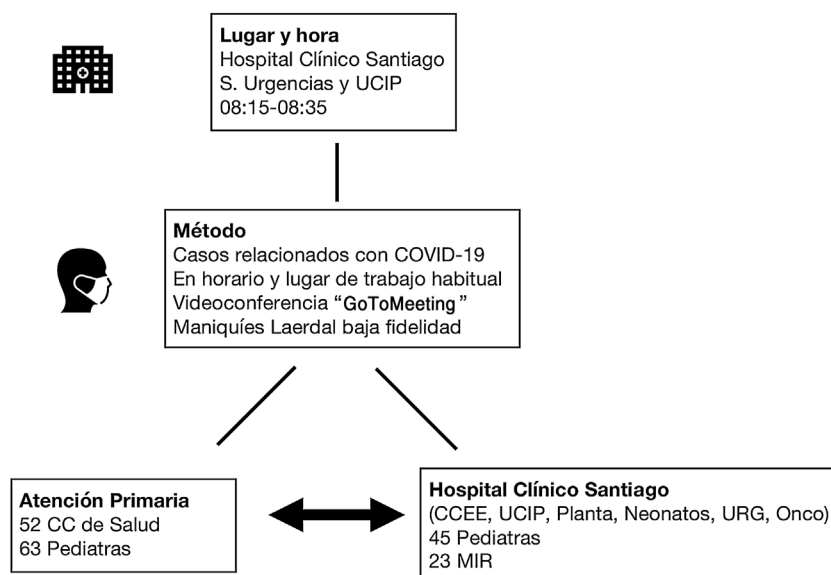 Lugar y hora
Hospital Clínico Santiago
S. Urgencias y UCIP
08:15-08:35
Método
Casos relacionados con COVID-19
En horario y lugar de trabajo habitual
Videoconferencia “GoToMeeting”
Maniquíes Laerdal baja fidelidad
Atención Primaria
52 CC de Salud
63 Pediatras
Hospital Clínico Santiago
(CCEE, UCIP, Planta, Neonatos, URG, Onco)
45 Pediatras
23 MIR